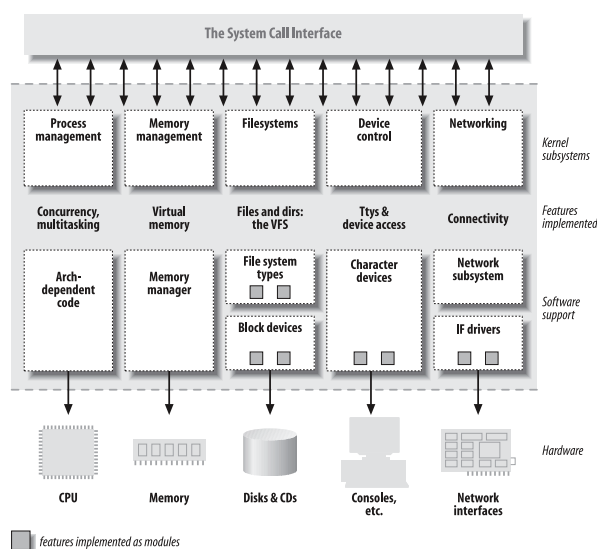 The System Call Interface
Process
management
Memory
management
Filesystems
Device
control
Networking
Kernel
subsystems
Concurrency,
multitasking
Virtual
memory
Files and dirs:
the VFS
Ttys &
device access
Connectivity
Features
implemented
Arch-
dependent
code
Memory
manager
File system
types
Block devices
Character
devices
Network
subsystem
IF drivers
Software
support
Hardware
CPU
Memory
Disks & CDs
Consoles,
etc.
Network
interfaces
features implemented as modules